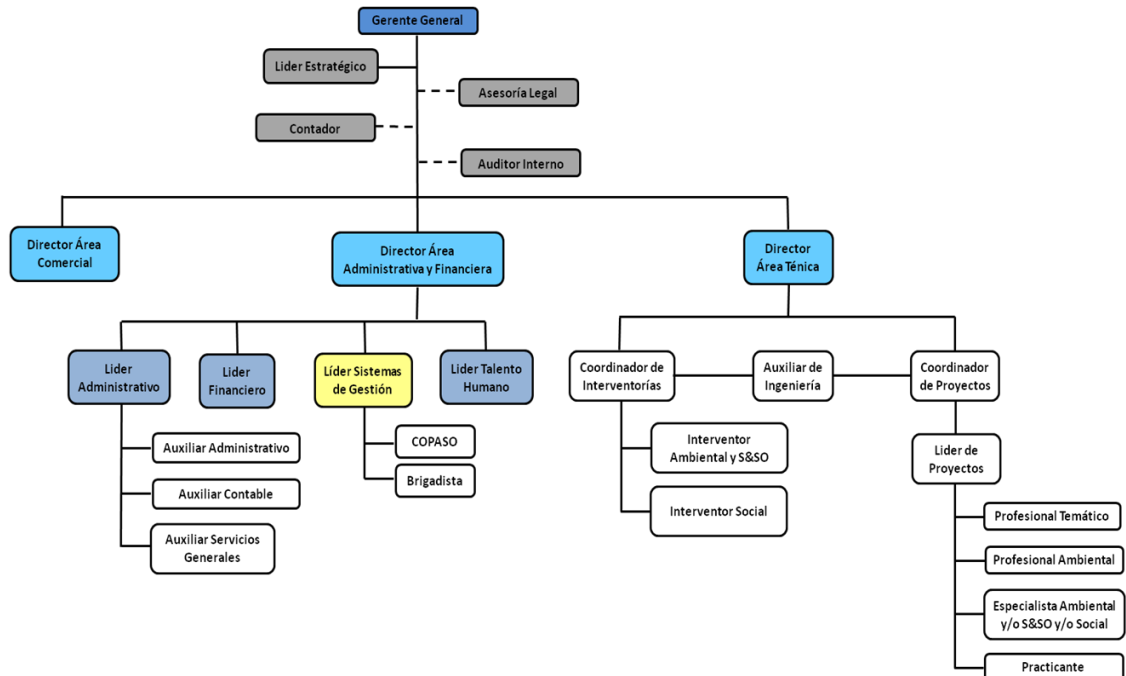 Gerente General
Lider Estratégico
Asesoría Legal
Contador
Auditor Interno
Director Área
Comercial
Director Área
Administrativa y Financiera
Director
Área Ténica
Lider
Administrativo
Lider
Financiero
Líder Sistemas
de Gestión
Lider Talento
Humano
Coordinador de
Interventorías
Auxiliar de
Ingeniería
Coordinador
de Proyectos
Auxiliar Administrativo
Auxiliar Contable
Auxiliar Servicios
Generales
COPASO
Brigadista
Interventor
Ambiental y S&SO
Interventor Social
Lider de
Proyectos
Profesional Temático
Profesional Ambiental
Especialista Ambiental
y/o S&SO y/o Social
Practicante